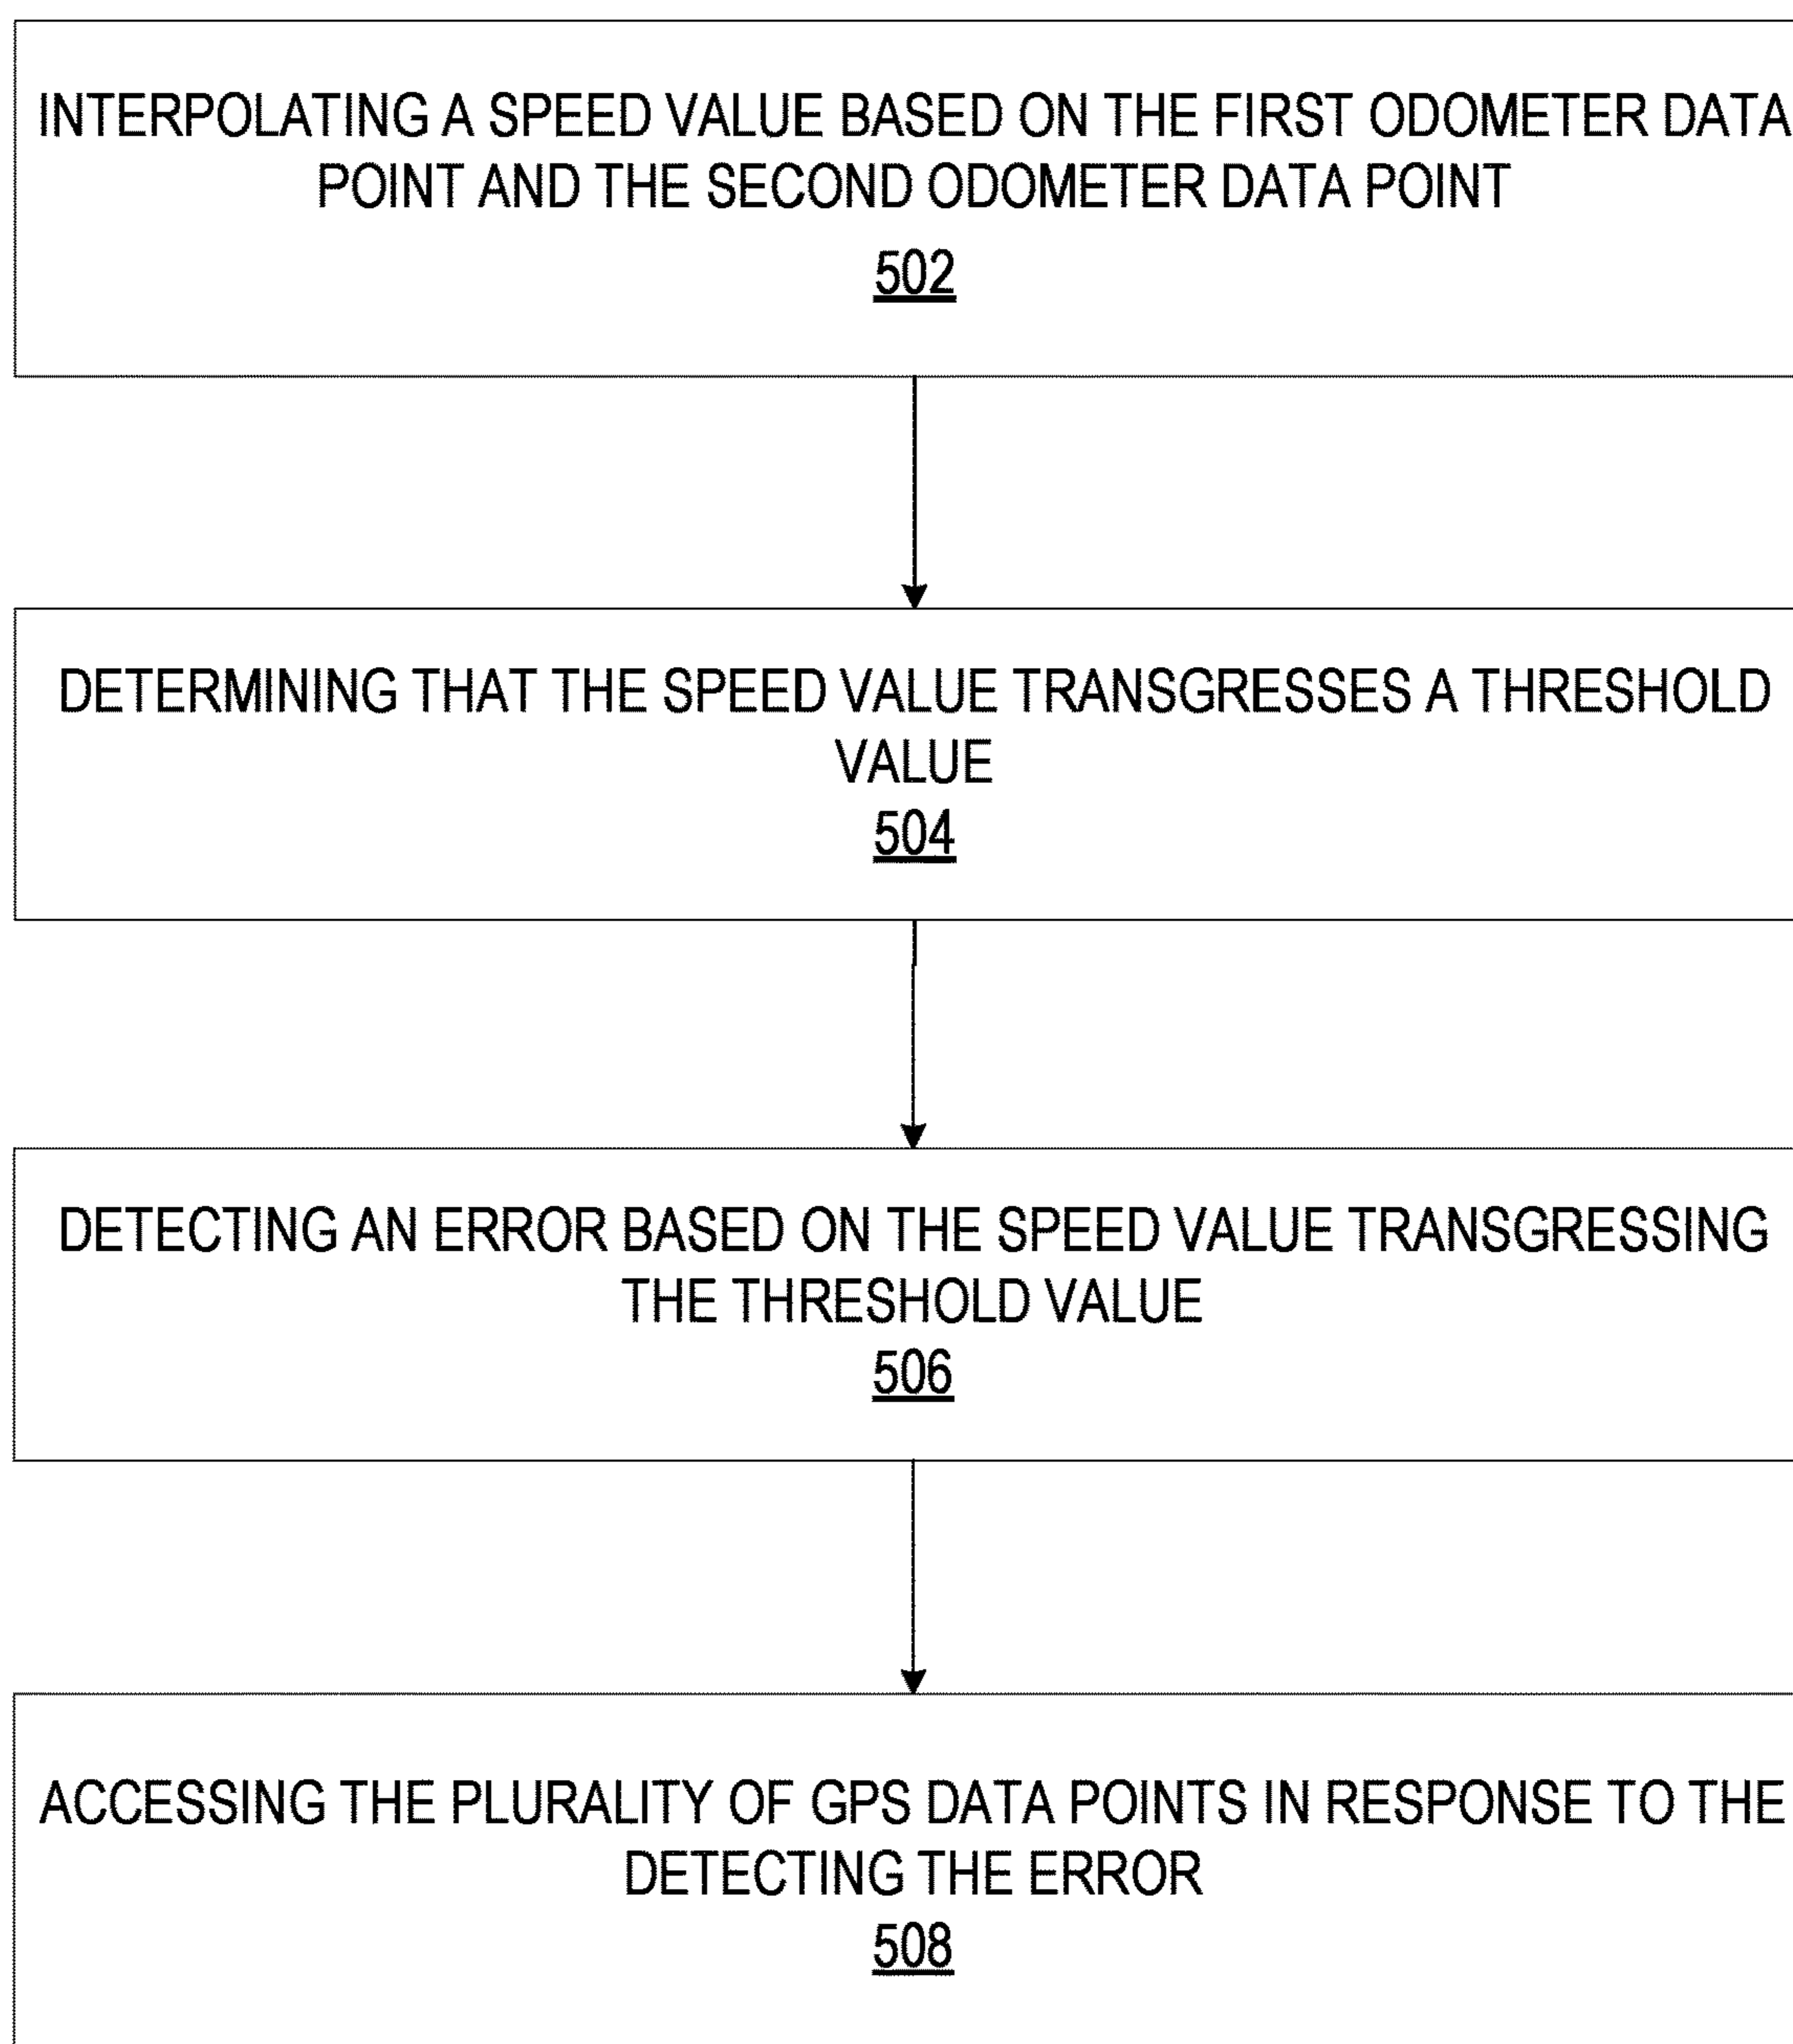 INTERPOLATING A SPEED VALUE BASED ON THE FIRST ODOMETER DATA
POINT AND THE SECOND ODOMETER DATA POINT
502
DETERMINING THAT THE SPEED VALUE TRANSGRESSES A THRESHOLD
VALUE
504
DETECTING AN ERROR BASED ON THE SPEED VALUE TRANSGRESSING
THE THRESHOLD VALUE
506
ACCESSING THE PLURALITY OF GPS DATA POINTS IN RESPONSE TO THE
DETECTING THE ERROR
508